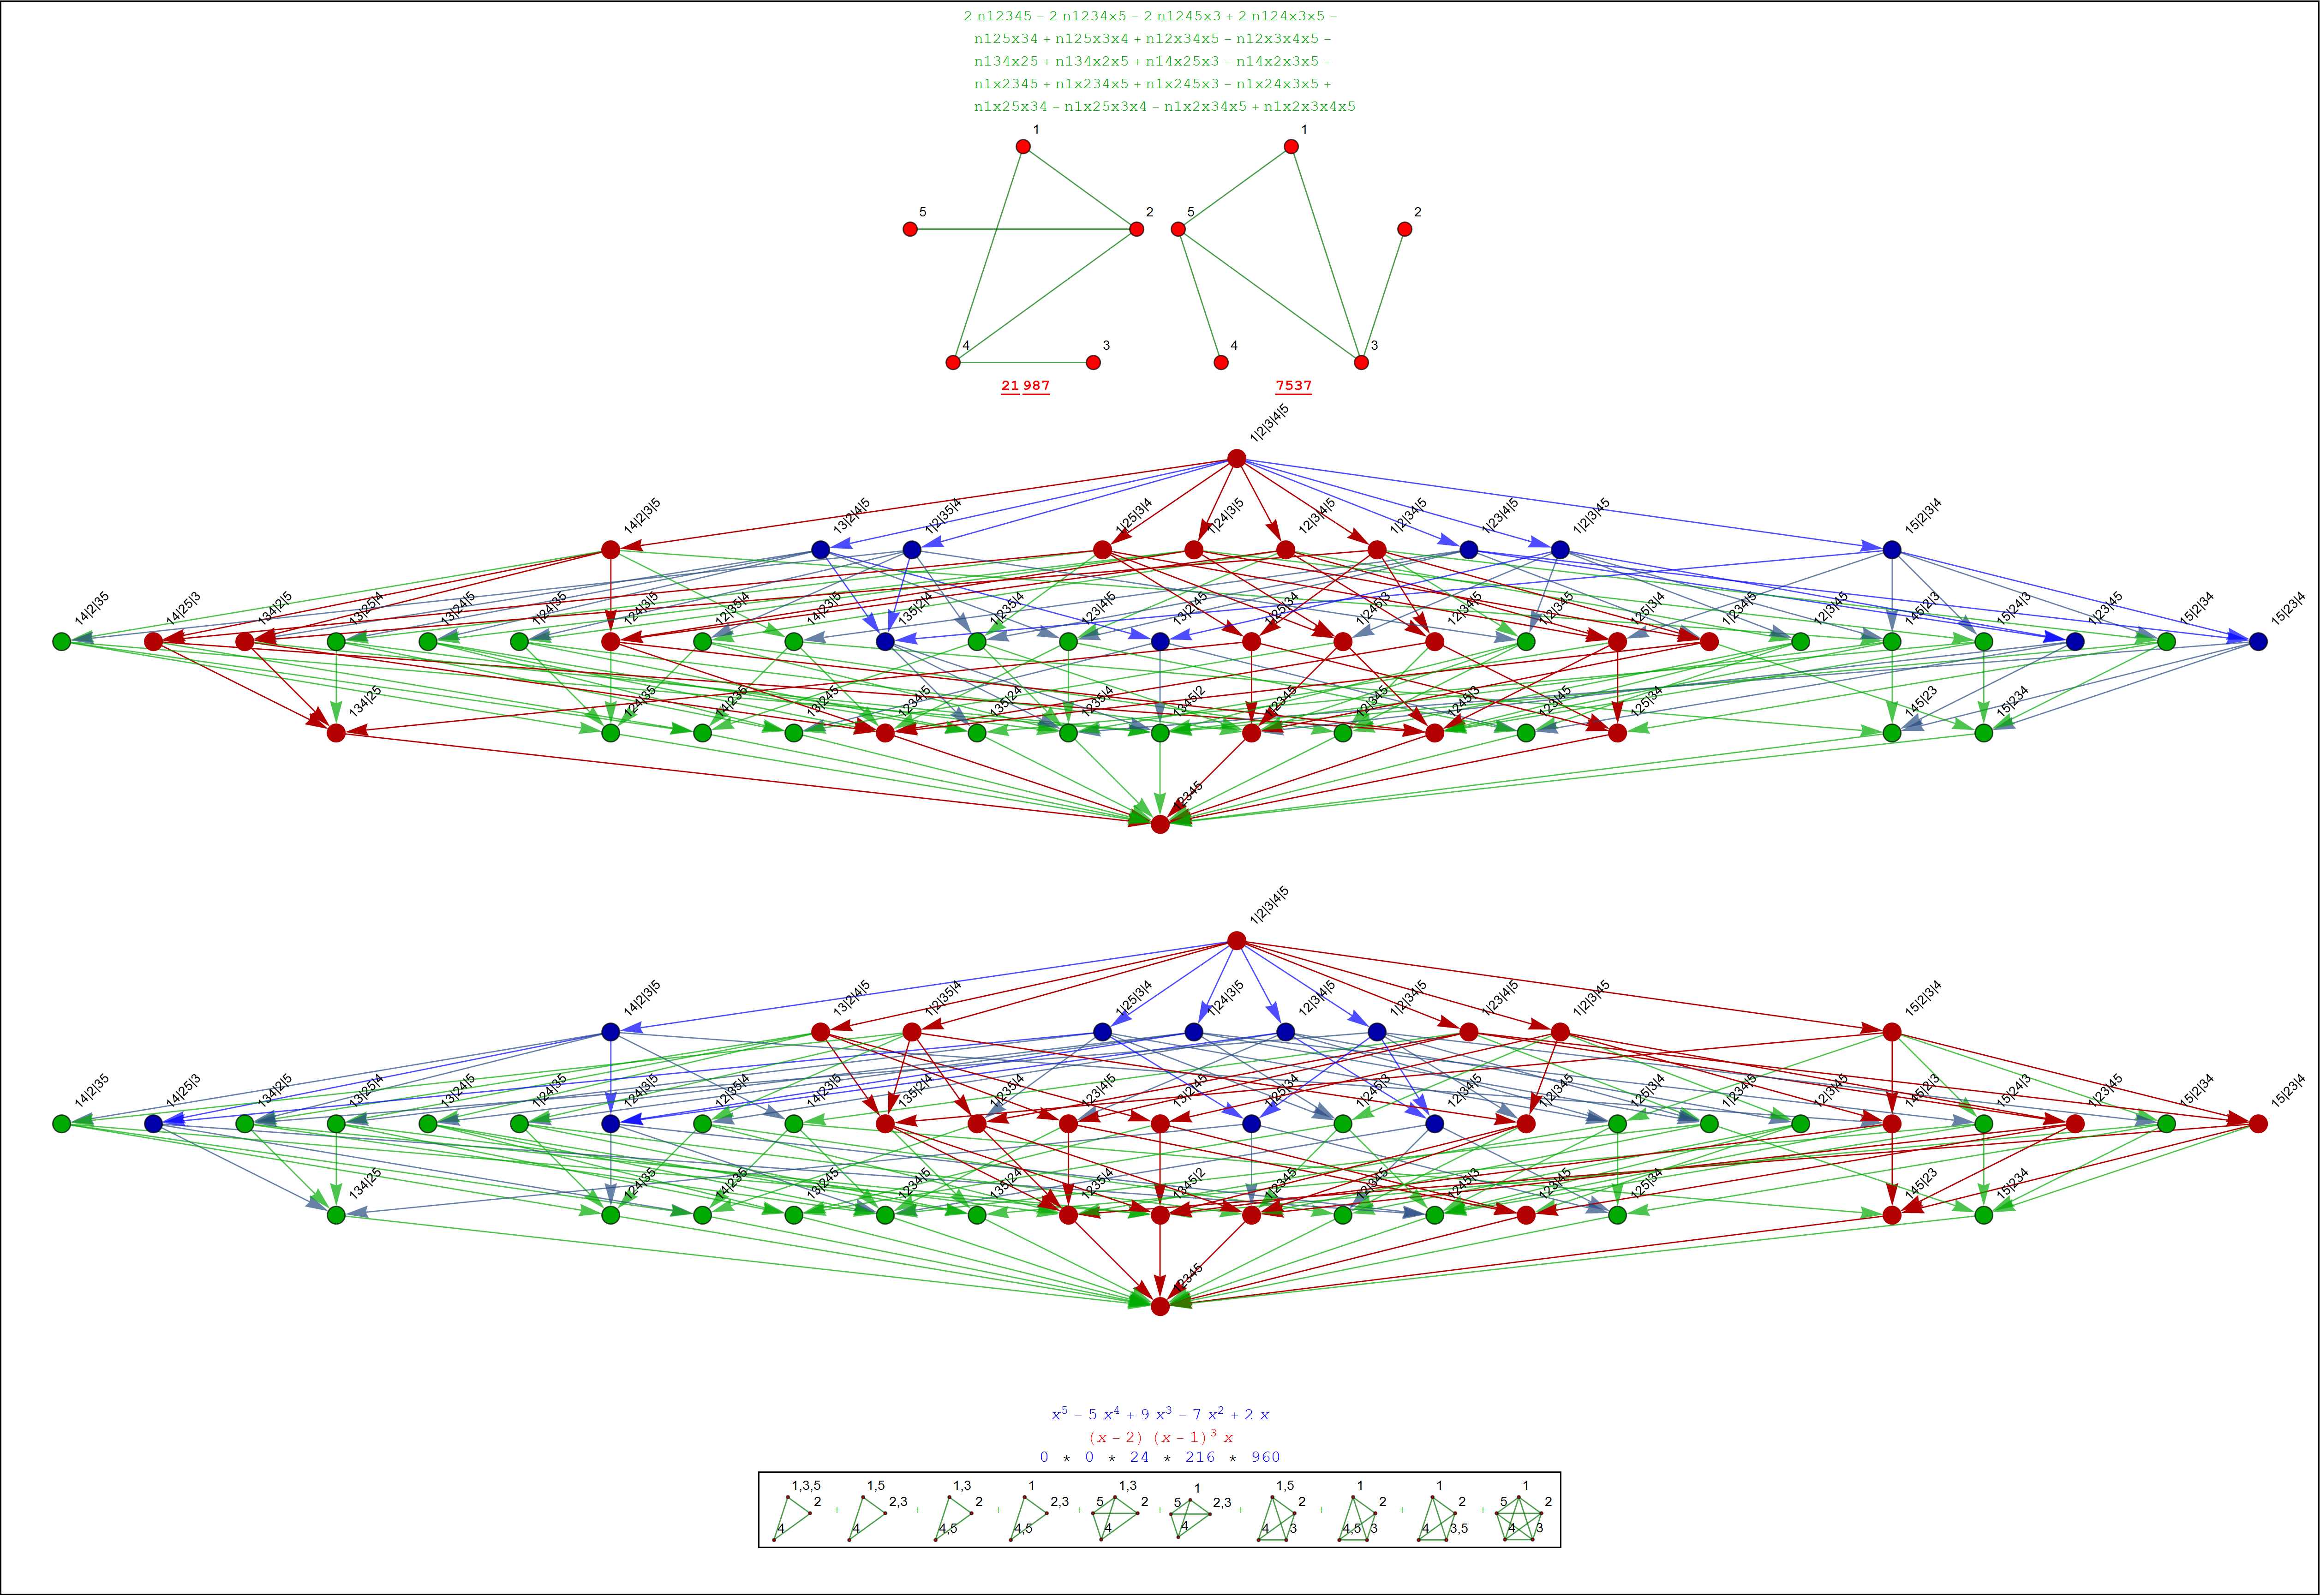 2 n12345 – 2 n1234x5 – 2 n1245x3 + 2 n124x3x5 –
n125x34 + n125x3x4 + n12x34x5 – n12x3x4x5 –
n134x25 + n134x2x5 + n14x25x3 – n14x2x3x5 –
n1x2345 + n1x234x5 + n1x245x3 – n1x24x3x5 +
n1x25x34 – n1x25x3x4 – n1x2x34x5 + n1x2x3x4x5
1 1
5 2 5 2
4 3 4 3
21 987 7537
1|2|3|4|5
14|2|3|5 13|2|4|5 1|2|35|4 1|25|3|4 1|24|3|5 12|3|4|5 1|2|34|5 1|23|4|5 1|2|3|45 15|2|3|4
14|2|35 14|25|3 134|2|5 13|25|4 13|24|5 1|24|35 124|3|5 12|35|4 14|23|5 135|2|4 1|235|4 123|4|5 13|2|45 1|25|34 1|245|3 12|34|5 1|2|345 125|3|4 1|234|5 12|3|45 145|2|3 15|24|3 1|23|45 15|2|34 15|23|4
134|25 124|35 14|235 13|245 1234|5 135|24 1235|4 1345|2 1|2345 12|345 1245|3 123|45 125|34 145|23 15|234
12345
1|2|3|4|5
14|2|3|5 13|2|4|5 1|2|35|4 1|25|3|4 1|24|3|5 12|3|4|5 1|2|34|5 1|23|4|5 1|2|3|45 15|2|3|4
14|2|35 14|25|3 134|2|5 13|25|4 13|24|5 1|24|35 124|3|5 12|35|4 14|23|5 135|2|4 1|235|4 123|4|5 13|2|45 1|25|34 1|245|3 12|34|5 1|2|345 125|3|4 1|234|5 12|3|45 145|2|3 15|24|3 1|23|45 15|2|34 15|23|4
134|25 124|35 14|235 13|245 1234|5 135|24 1235|4 1345|2 1|2345 12|345 1245|3 123|45 125|34 145|23 15|234
12345
x⁵ – 5 x⁴ + 9 x³ – 7 x² + 2 x
(x – 2) (x – 1)³ x
0 * 0 * 24 * 216 * 960
1,3,5 2 4 + 1,5 2,3 4 + 1,3 2 4,5 + 1 2,3 4,5 + 1,3 5 2 4 + 1 5 2,3 4 + 1,5 2 4 3 + 1 2 4,5 3 + 1 2 4 3,5 + 1 5 2 4 3